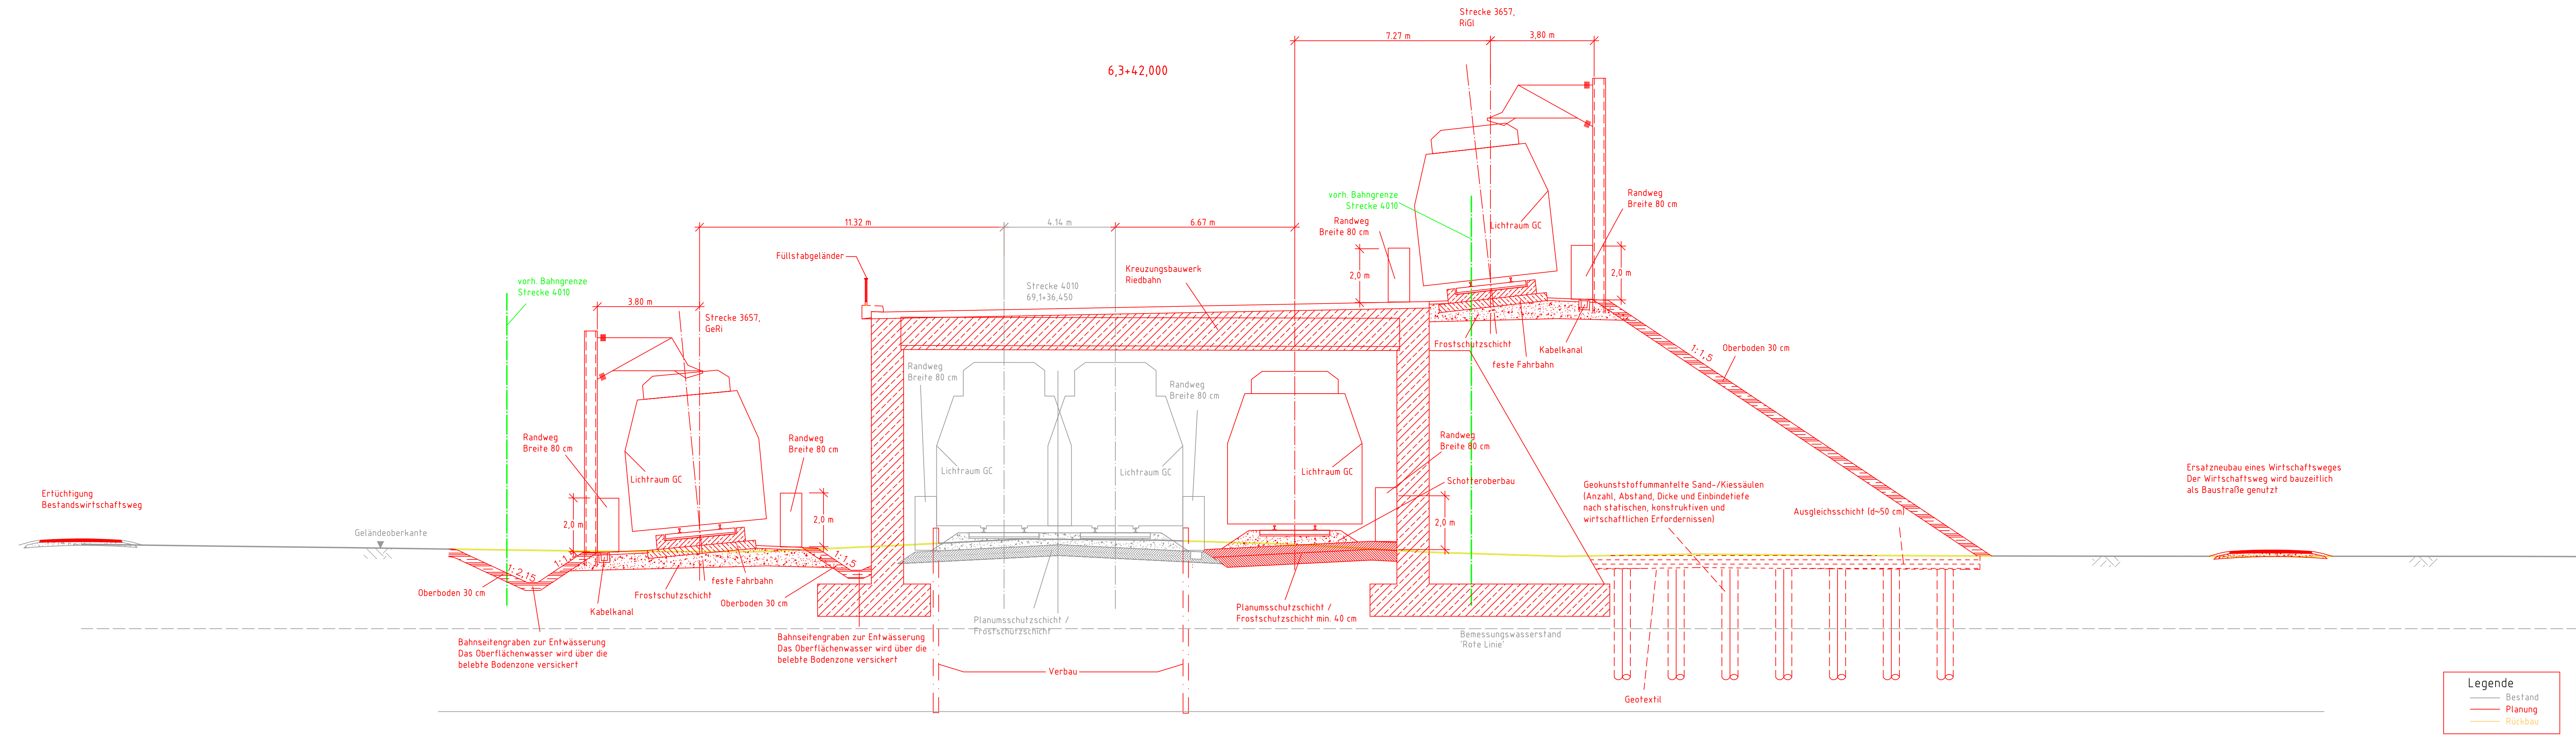 Strecke 3657,
RiGl
7.27 m
3,80 m
6,3+42,000
vorh. Bahngrenze
Strecke 4010
Randweg
Breite 80 cm
Randweg
Breite 80 cm
Lichtraum GC
2,0 m
2,0 m
11.32 m
4.14 m
6.67 m
Füllstabgeländer
Kreuzungsbauwerk
Riedbahn
Strecke 4010
69,1+36,450
vorh. Bahngrenze
Strecke 4010
3.80 m
Strecke 3657,
GeRi
Frostschutzschicht
feste Fahrbahn
Kabelkanal
1:1,5
Oberboden 30 cm
Randweg
Breite 80 cm
Randweg
Breite 80 cm
Randweg
Breite 80 cm
Randweg
Breite 80 cm
Randweg
Breite 80 cm
Lichtraum GC
Lichtraum GC
Lichtraum GC
Lichtraum GC
Schotteroberbau
2,0 m
2,0 m
2,0 m
Ertüchtigung
Bestandswirtschaftsweg
Geländeoberkante
Geokunststoffummantelte Sand-/Kiessäulen
(Anzahl, Abstand, Dicke und Einbindetiefe
nach statischen, konstruktiven und
wirtschaftlichen Erfordernissen)
Ausgleichsschicht (d~50 cm)
Ersatzneubau eines Wirtschaftsweges
Der Wirtschaftsweg wird bauzeitlich
als Baustraße genutzt
1:2,15
1:1,5
Oberboden 30 cm
Kabelkanal
Frostschutzschicht
feste Fahrbahn
Oberboden 30 cm
Bahnseitengraben zur Entwässerung
Das Oberflächenwasser wird über die
belebte Bodenzone versickert
Bahnseitengraben zur Entwässerung
Das Oberflächenwasser wird über die
belebte Bodenzone versickert
Planumsschutzschicht /
Frostschutzschicht
Planumsschutzschicht /
Frostschutzschicht min. 40 cm
Bemessungswasserstand
'Rote Linie'
Verbau
Geotextil
Legende
Bestand
Planung
Rückbau